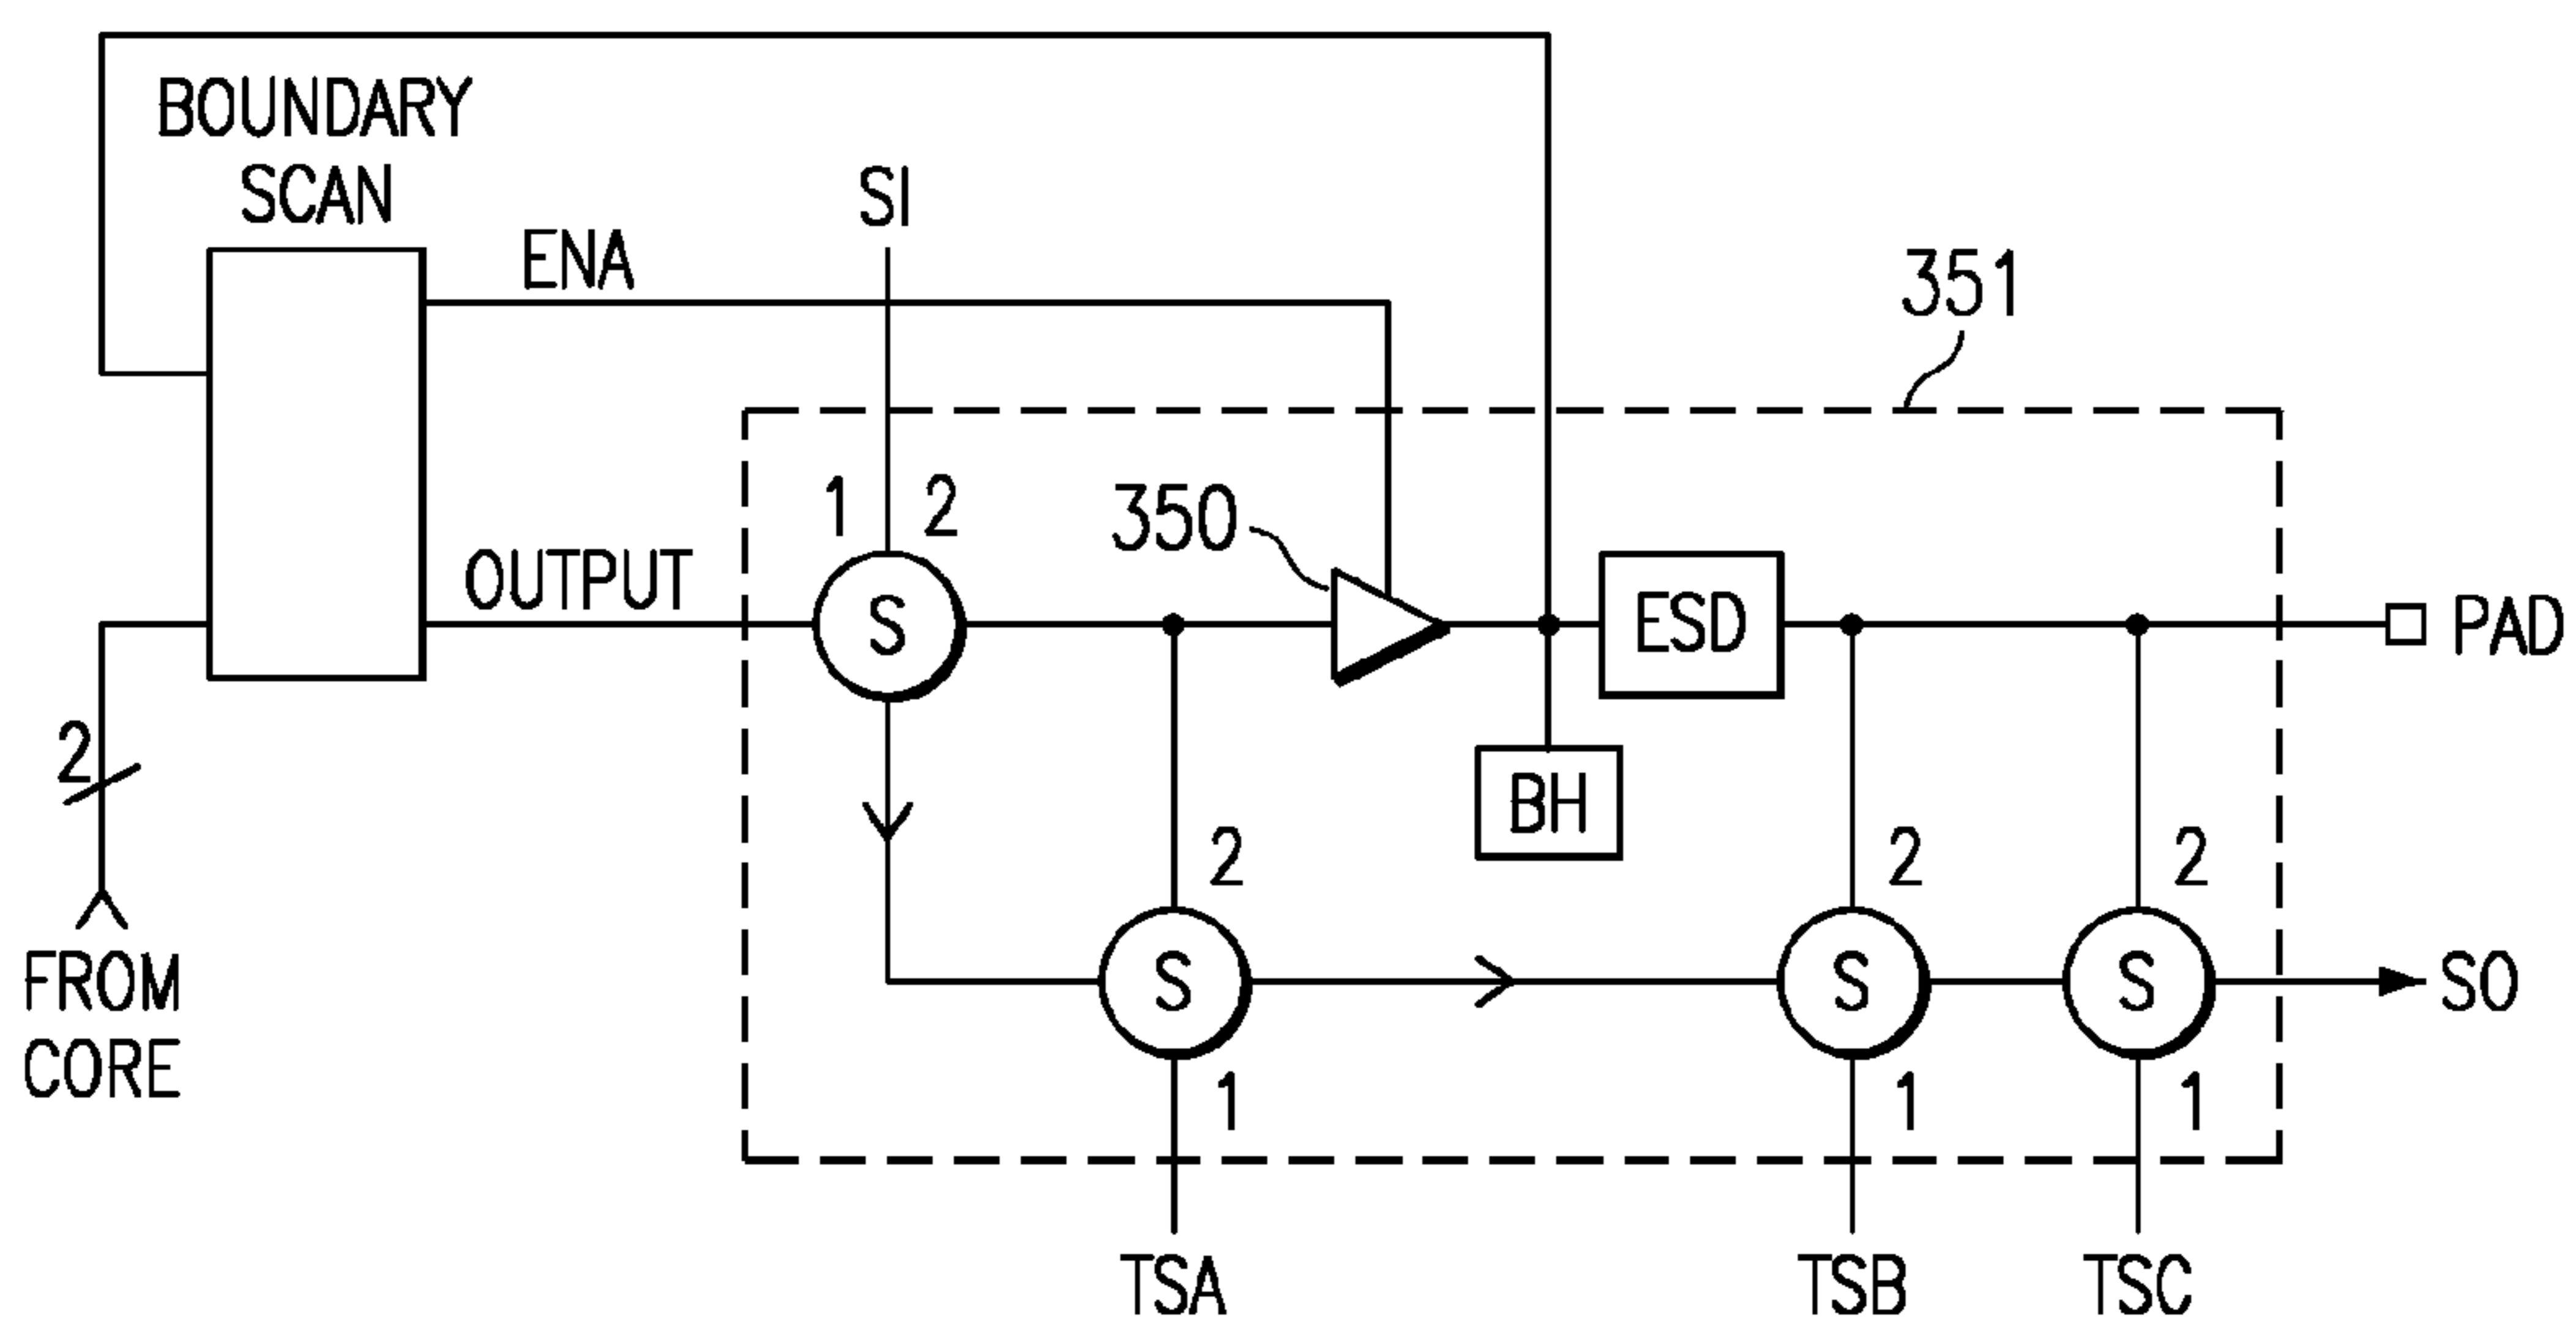 BOUNDARY
SCAN
SI
ENA
351
1 2
350
OUTPUT
S
ESD
PAD
2
BH
2
2
2
FROM
CORE
S
S
S
SO
1
1
1
TSA
TSB
TSC